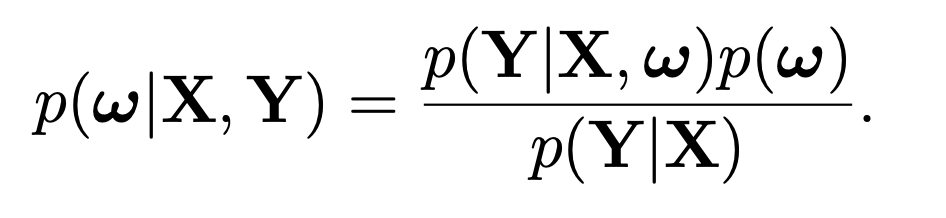 p(𝝎|𝐗, 𝐘) = p(𝐘|𝐗, 𝝎)p(𝝎) / p(𝐘|𝐗).